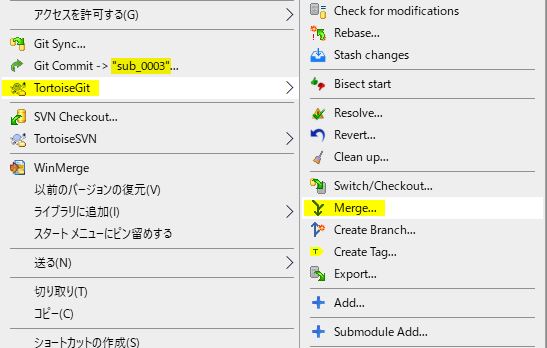 アクセスを許可する(G)
Git Sync...
Git Commit -> "sub_0003"...
TortoiseGit
SVN Checkout...
TortoiseSVN
WinMerge
以前のバージョンの復元(V)
ライブラリに追加(I)
スタート メニューにピン留めする
送る(N)
切り取り(T)
コピー(C)
ショートカットの作成(S)
Check for modifications
Rebase...
Stash changes
Bisect start
Resolve...
Revert...
Clean up...
Switch/Checkout...
Merge...
Create Branch...
Create Tag...
Export...
Add...
Submodule Add...